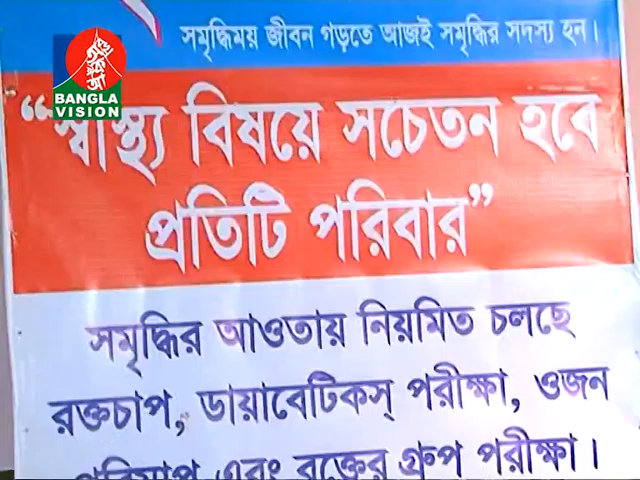 সমৃদ্ধিময় জীবন গড়তে আজই সমৃদ্ধির সদস্য হন।
BANGLA
VISION
“স্বাস্থ্য বিষয়ে সচেতন হবে
প্রতিটি পরিবার”
সমৃদ্ধির আওতায় নিয়মিত চলছে
রক্তচাপ, ডায়াবেটিকস্ পরীক্ষা, ওজন
পরিমাপ এবং রক্তের গ্রুপ পরীক্ষা।